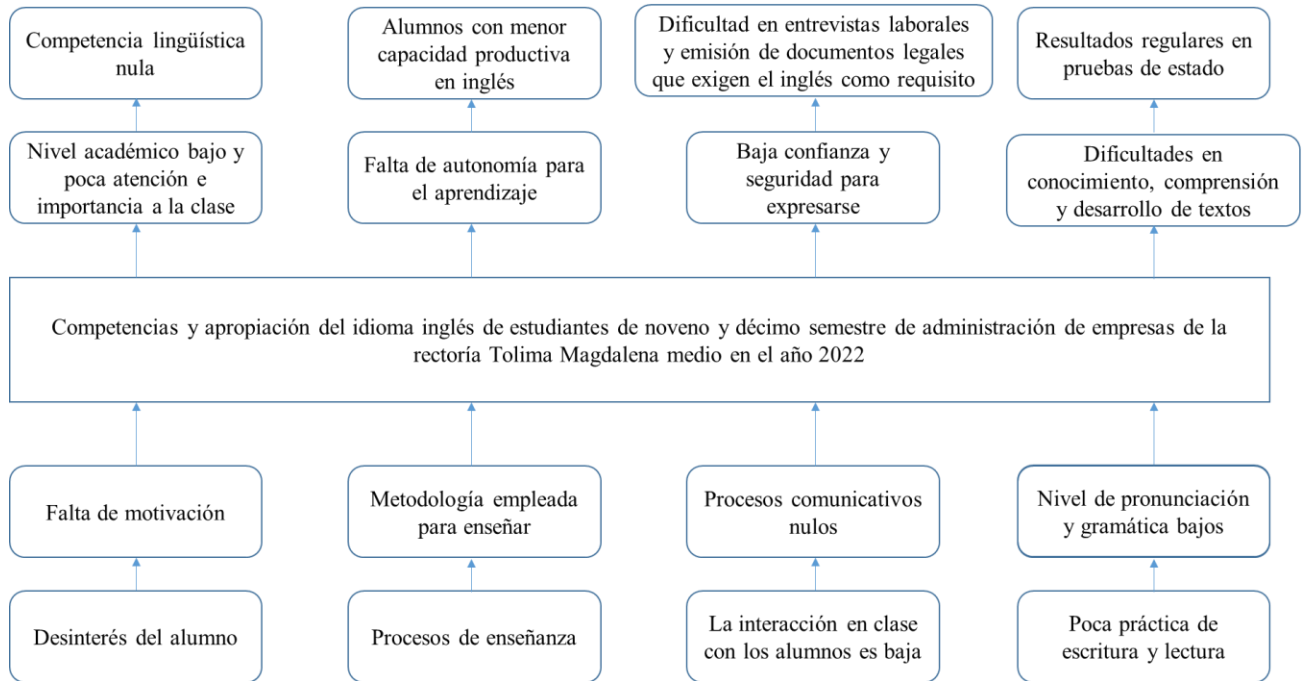 Competencia lingüística
nula
Alumnos con menor
capacidad productiva
en inglés
Dificultad en entrevistas laborales
y emisión de documentos legales
que exigen el inglés como requisito
Resultados regulares en
pruebas de estado
Nivel académico bajo y
poca atención e
importancia a la clase
Falta de autonomía para
el aprendizaje
Baja confianza y
seguridad para
expresarse
Dificultades en
conocimiento, comprensión
y desarrollo de textos
Competencias y apropiación del idioma inglés de estudiantes de noveno y décimo semestre de administración de empresas de la
rectoría Tolima Magdalena medio en el año 2022
Falta de motivación
Metodología empleada
para enseñar
Procesos comunicativos
nulos
Nivel de pronunciación
y gramática bajos
Desinterés del alumno
Procesos de enseñanza
La interacción en clase
con los alumnos es baja
Poca práctica de
escritura y lectura